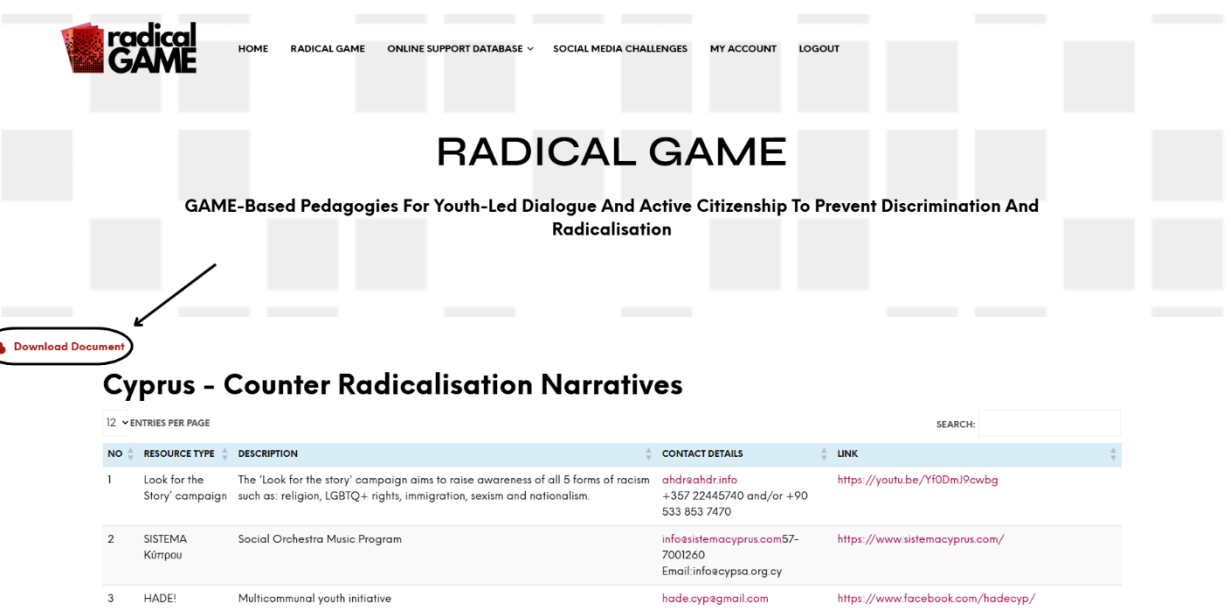 radical
GAME
HOME RADICAL GAME ONLINE SUPPORT DATABASE SOCIAL MEDIA CHALLENGES MY ACCOUNT LOGOUT
RADICAL GAME
GAME-Based Pedagogies For Youth-Led Dialogue And Active Citizenship To Prevent Discrimination And
Radicalisation
Download Document
Cyprus - Counter Radicalisation Narratives
12 ENTRIES PER PAGE SEARCH:
NO RESOURCE TYPE DESCRIPTION CONTACT DETAILS LINK
1 Look for the The 'Look for the story' campaign aims to raise awareness of all 5 forms of racism ahdr@ahdr.info https://youtu.be/Yf0DmJ9cwbg
Story' campaign such as: religion, LGBTQ+ rights, immigration, sexism and nationalism. +357 22445740 and/or +90
533 853 7470
2 SISTEMA Social Orchestra Music Program info@sistemacyprus.com57- https://www.sistemacyprus.com/
Κύπρου 7001260
Email:info@cypsa.org.cy
3 HADE! Multicommunal youth initiative hade.cyp@gmail.com https://www.facebook.com/hadecyp/